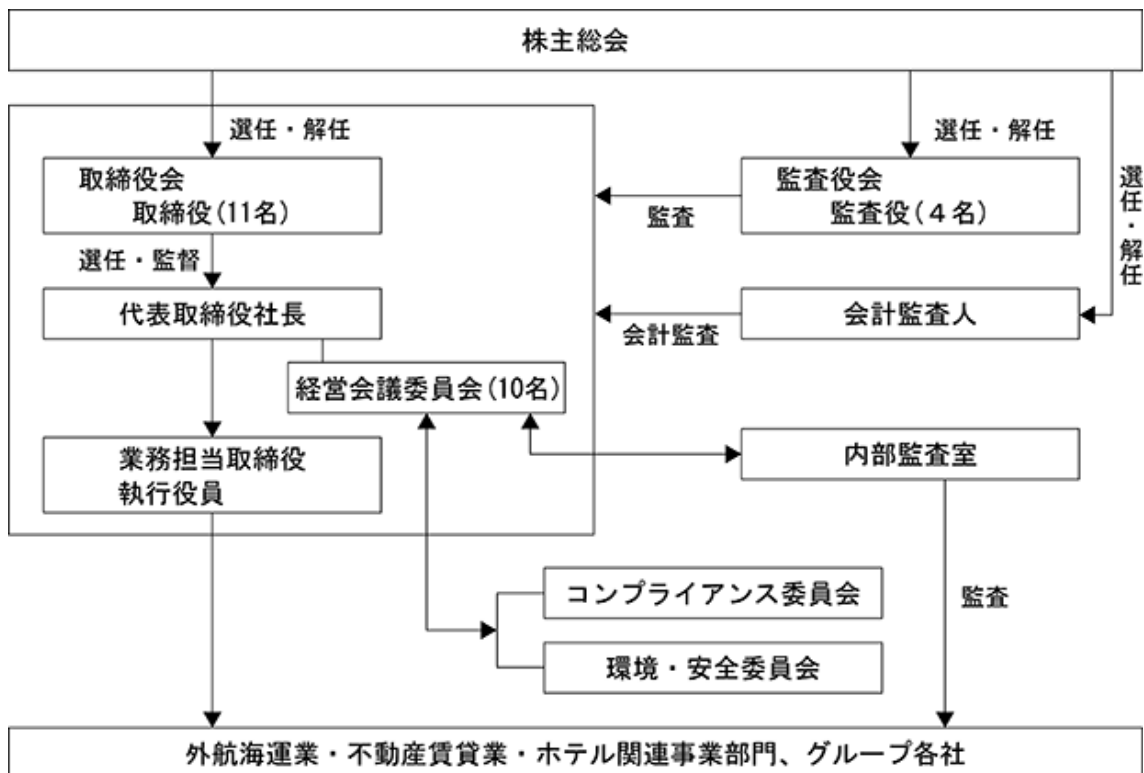 株主総会
選任・解任
選任・解任
選任・解任
取締役会
取締役(11名)
監査
監査役会
監査役(4名)
選任・監督
代表取締役社長
会計監査
会計監査人
経営会議委員会(10名)
業務担当取締役
執行役員
内部監査室
コンプライアンス委員会
監査
環境・安全委員会
外航海運業・不動産賃貸業・ホテル関連事業部門、グループ各社